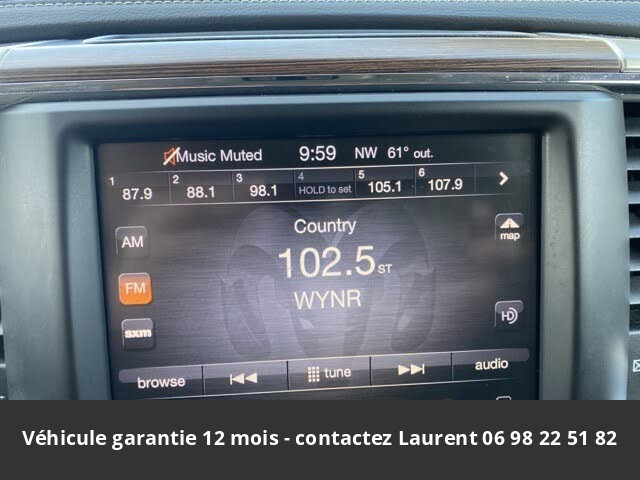 Music Muted 9:59 NW 61° out.
1 87.9 2 88.1 3 98.1 4 HOLD to set 5 105.1 6 107.9
Country
AM
map
102.5 ST
FM
WYNR
HD
sxm
browse tune audio
Véhicule garantie 12 mois - contactez Laurent 06 98 22 51 82